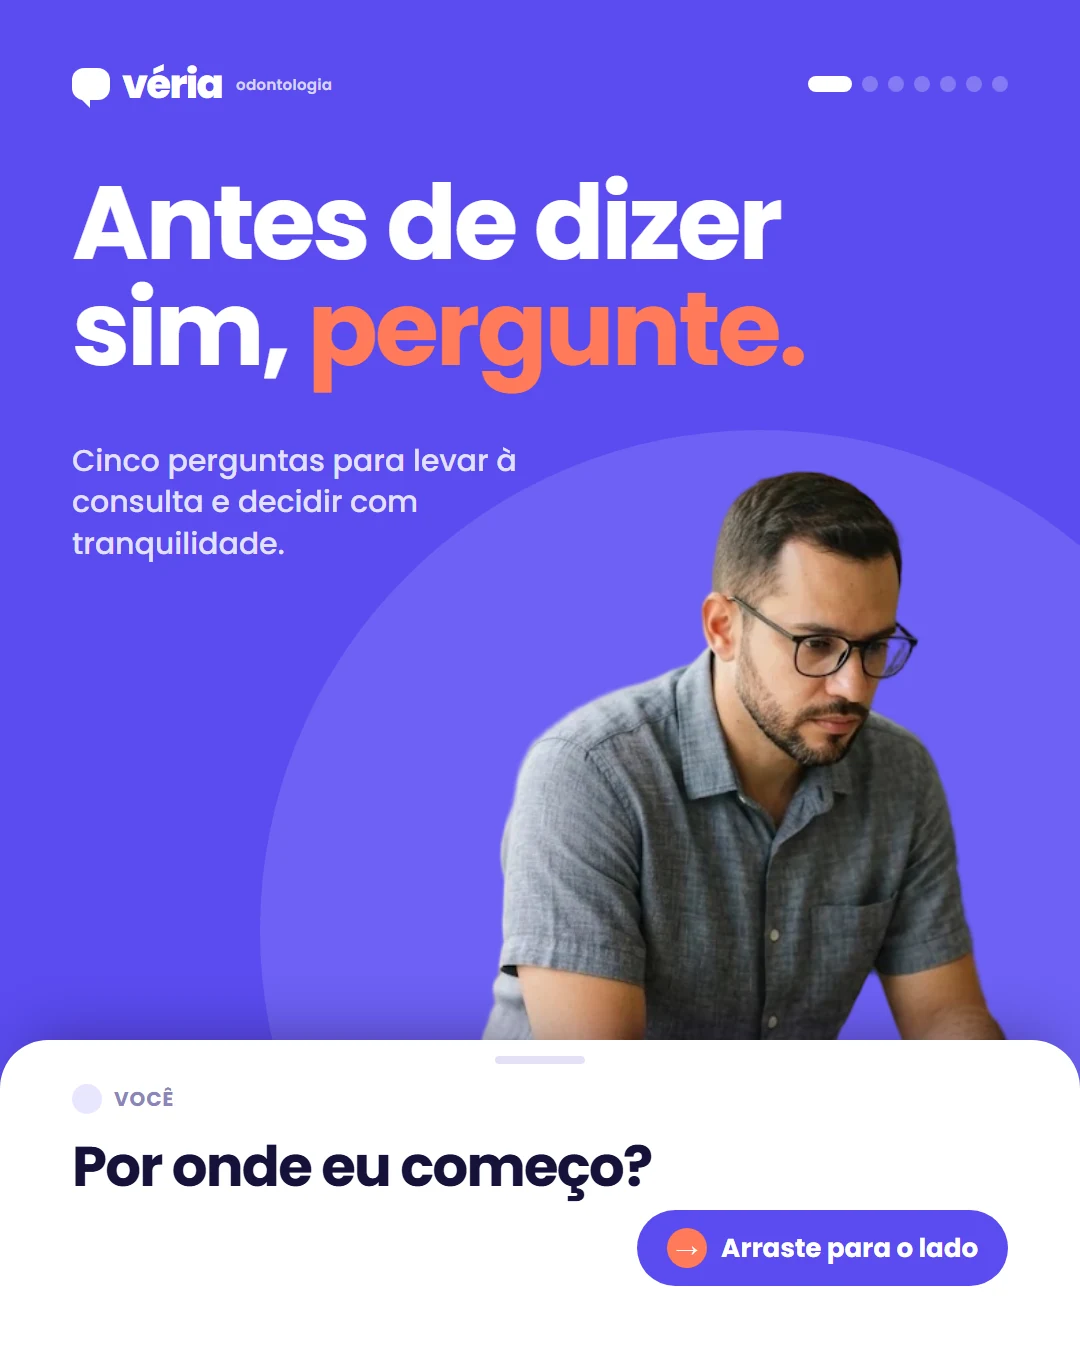 véria odontologia
Antes de dizer
sim, pergunte.
Cinco perguntas para levar à
consulta e decidir com
tranquilidade.
VOCÊ
Por onde eu começo?
→ Arraste para o lado